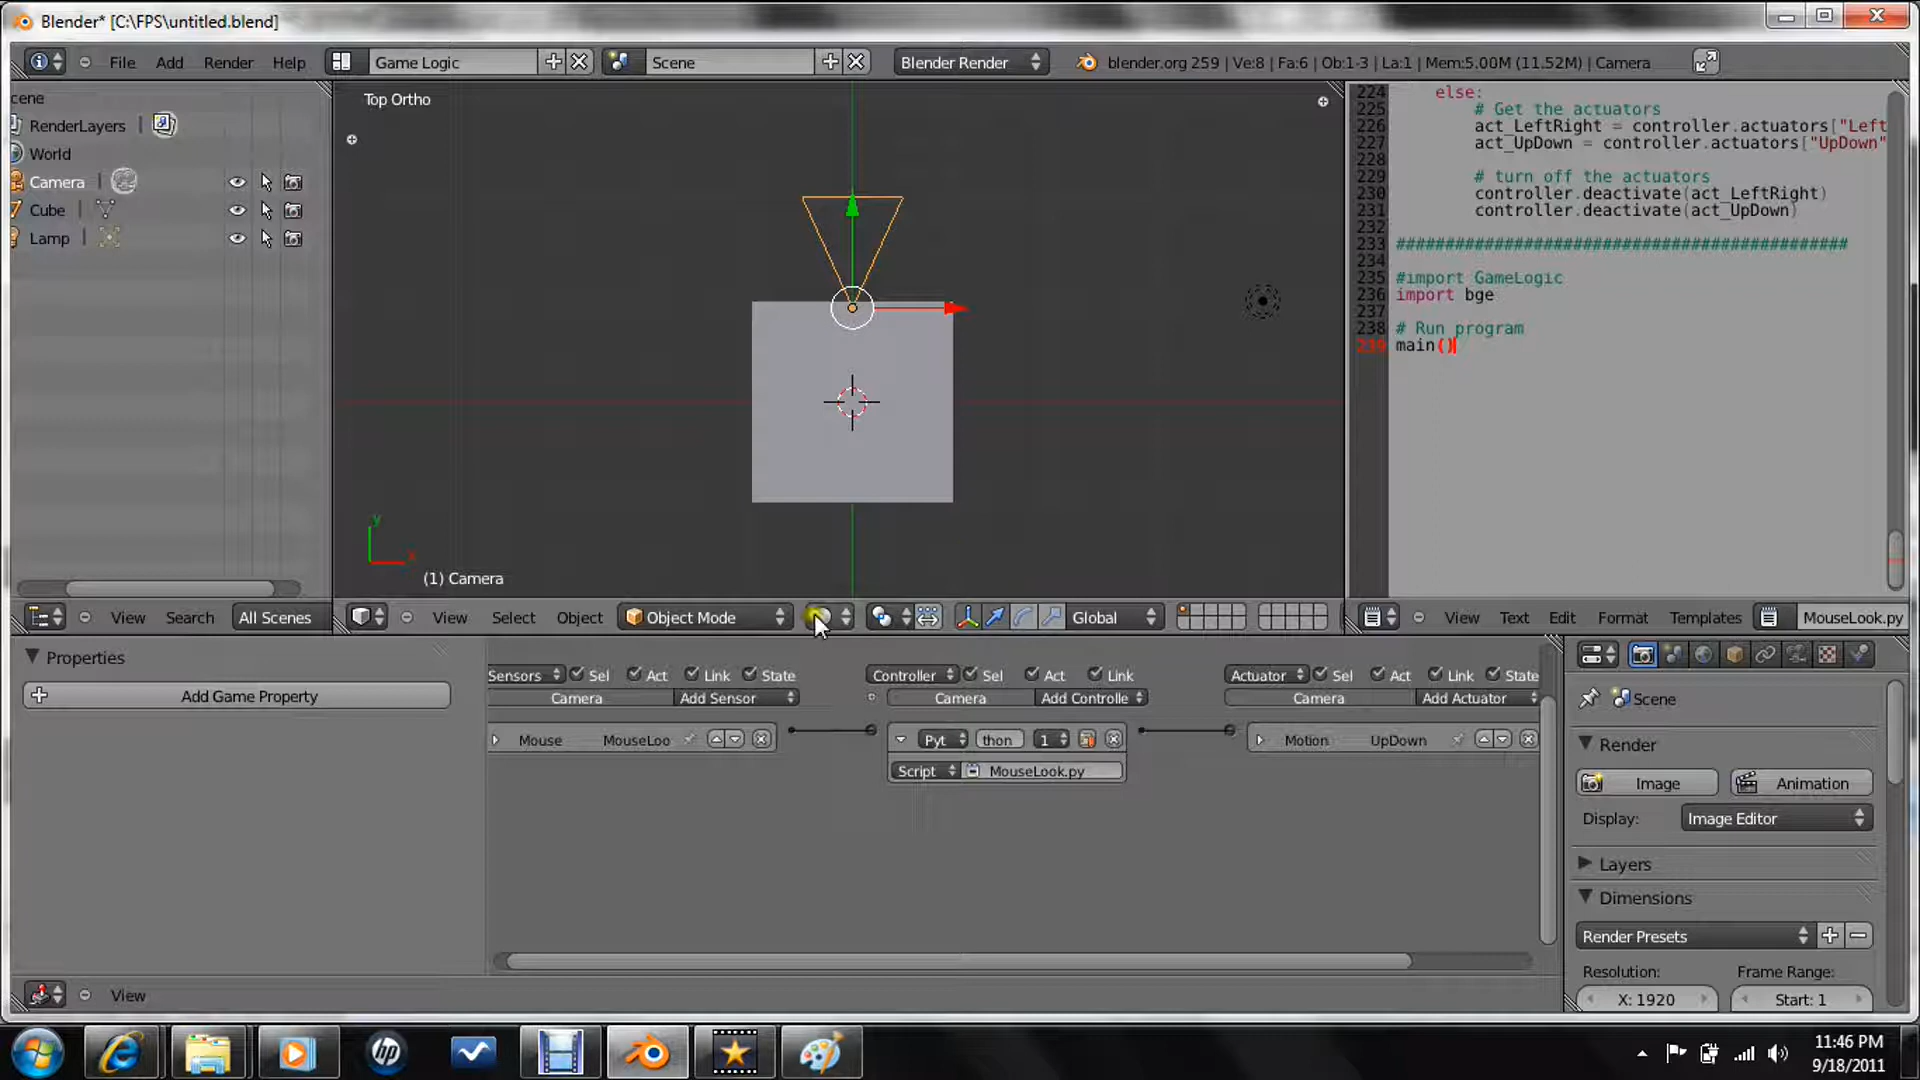 Blender* [C:\FPS\untitled.blend]
File Add Render Help Game Logic Scene Blender Render blender.org 259 | Ve:8 | Fa:6 | Ob:1-3 | La:1 | Mem:5.00M (11.52M) | Camera
cene
RenderLayers |
World
Camera |
Cube |
Lamp |
View Search All Scenes
Top Ortho
y
x
(1) Camera
View Select Object Object Mode Global
224 else:
225 # Get the actuators
226 act_LeftRight = controller.actuators["Left
227 act_UpDown = controller.actuators["UpDown"
228
229 # turn off the actuators
230 controller.deactivate(act_LeftRight)
231 controller.deactivate(act_UpDown)
232
233 ##############################################
234
235 #import GameLogic
236 import bge
237
238 # Run program
239 main()
View Text Edit Format Templates MouseLook.py
Properties
Add Game Property
Sensors Sel Act Link State
Camera Add Sensor
Mouse MouseLoo
Controller Sel Act Link
Camera Add Controlle
Pyt thon 1
Script MouseLook.py
Actuator Sel Act Link State
Camera Add Actuator
Motion UpDown
View
Scene
Render
Image Animation
Display: Image Editor
Layers
Dimensions
Render Presets
Resolution: Frame Range:
X: 1920 Start: 1
hp
11:46 PM
9/18/2011